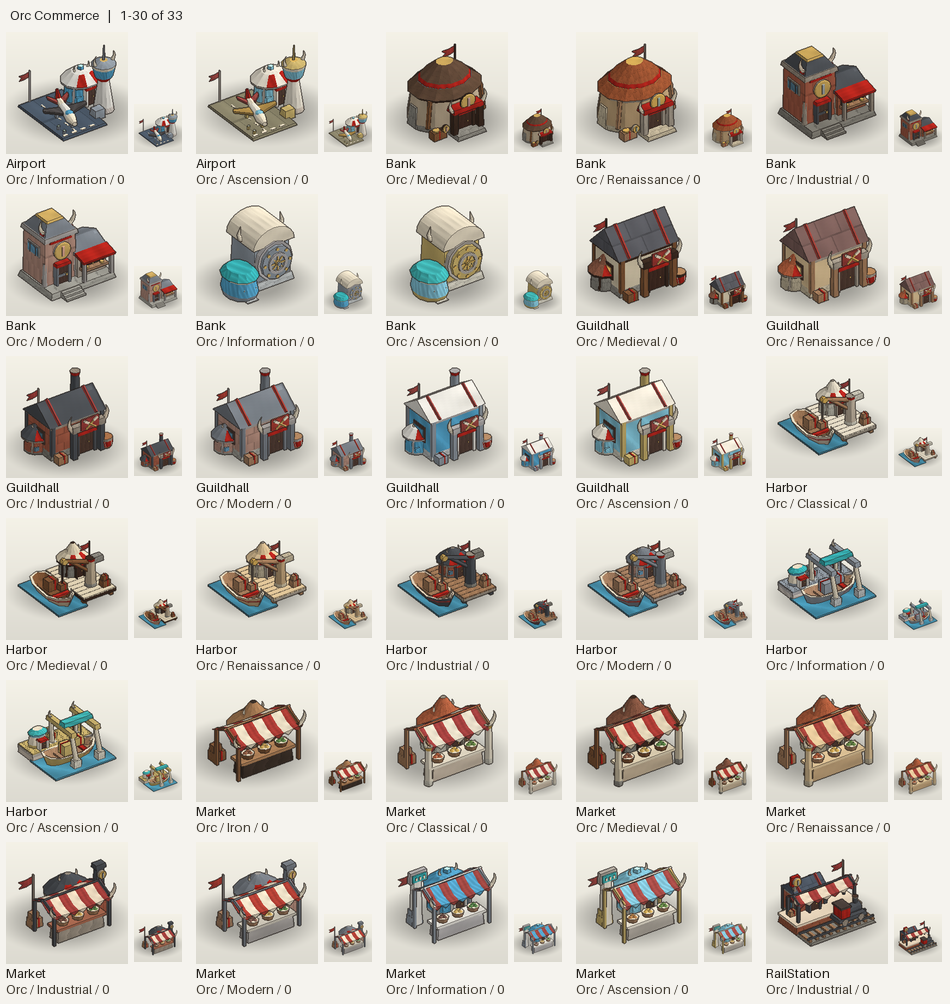 Orc Commerce | 1-30 of 33
Airport
Orc / Information / 0
Airport
Orc / Ascension / 0
Bank
Orc / Medieval / 0
Bank
Orc / Renaissance / 0
Bank
Orc / Industrial / 0
Bank
Orc / Modern / 0
Bank
Orc / Information / 0
Bank
Orc / Ascension / 0
Guildhall
Orc / Medieval / 0
Guildhall
Orc / Renaissance / 0
Guildhall
Orc / Industrial / 0
Guildhall
Orc / Modern / 0
Guildhall
Orc / Information / 0
Guildhall
Orc / Ascension / 0
Harbor
Orc / Classical / 0
Harbor
Orc / Medieval / 0
Harbor
Orc / Renaissance / 0
Harbor
Orc / Industrial / 0
Harbor
Orc / Modern / 0
Harbor
Orc / Information / 0
Harbor
Orc / Ascension / 0
Market
Orc / Iron / 0
Market
Orc / Classical / 0
Market
Orc / Medieval / 0
Market
Orc / Renaissance / 0
Market
Orc / Industrial / 0
Market
Orc / Modern / 0
Market
Orc / Information / 0
Market
Orc / Ascension / 0
RailStation
Orc / Industrial / 0